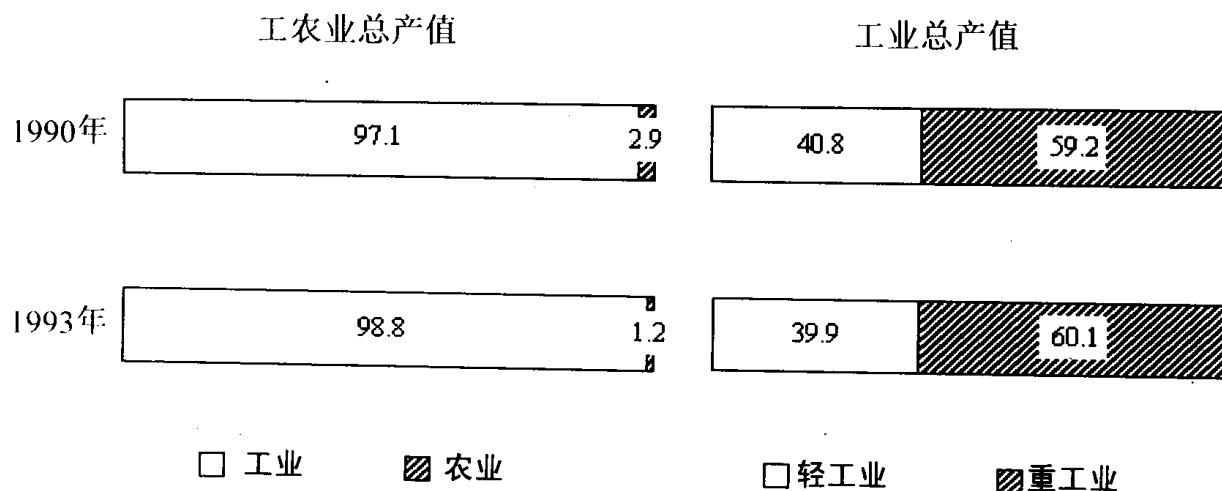 工农业总产值 工业总产值
1990年 97.1 2.9 40.8 59.2
1993年 98.8 1.2 39.9 60.1
工业 农业 轻工业 重工业